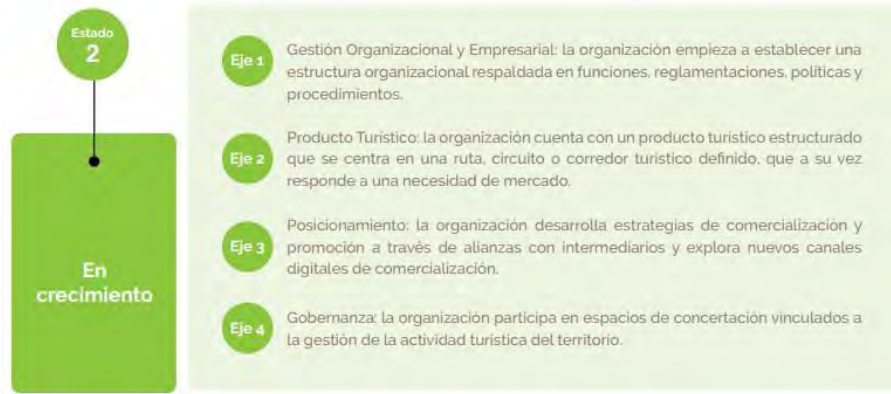 Estado
2
En
crecimiento
Eje 1
Gestión Organizacional y Empresarial: la organización empieza a establecer una
estructura organizacional respaldada en funciones, reglamentaciones, políticas y
procedimientos.
Eje 2
Producto Turístico: la organización cuenta con un producto turístico estructurado
que se centra en una ruta, circuito o corredor turístico definido, que a su vez
responde a una necesidad de mercado.
Eje 3
Posicionamiento: la organización desarrolla estrategias de comercialización y
promoción a través de alianzas con intermediarios y explora nuevos canales
digitales de comercialización.
Eje 4
Gobernanza: la organización participa en espacios de concertación vinculados a
la gestión de la actividad turística del territorio.